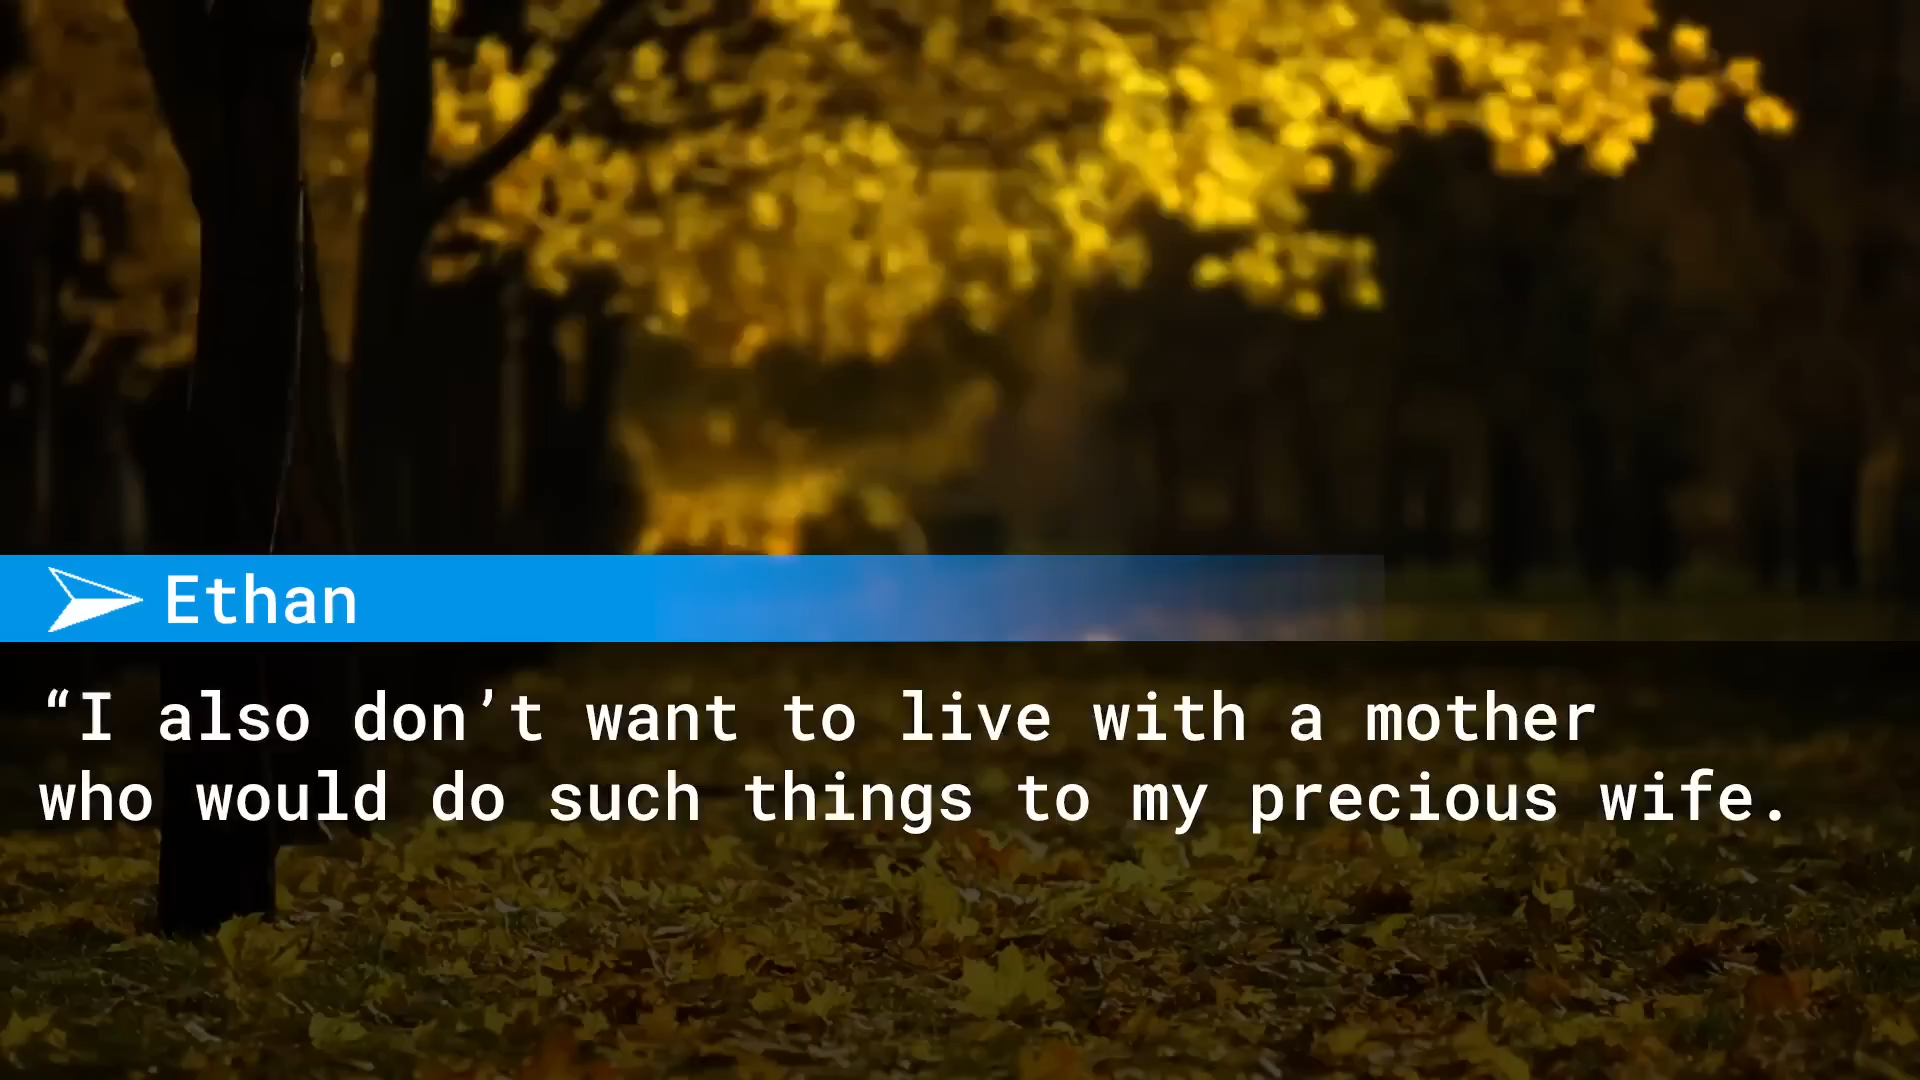 Ethan
“I also don’t want to live with a mother
who would do such things to my precious wife.